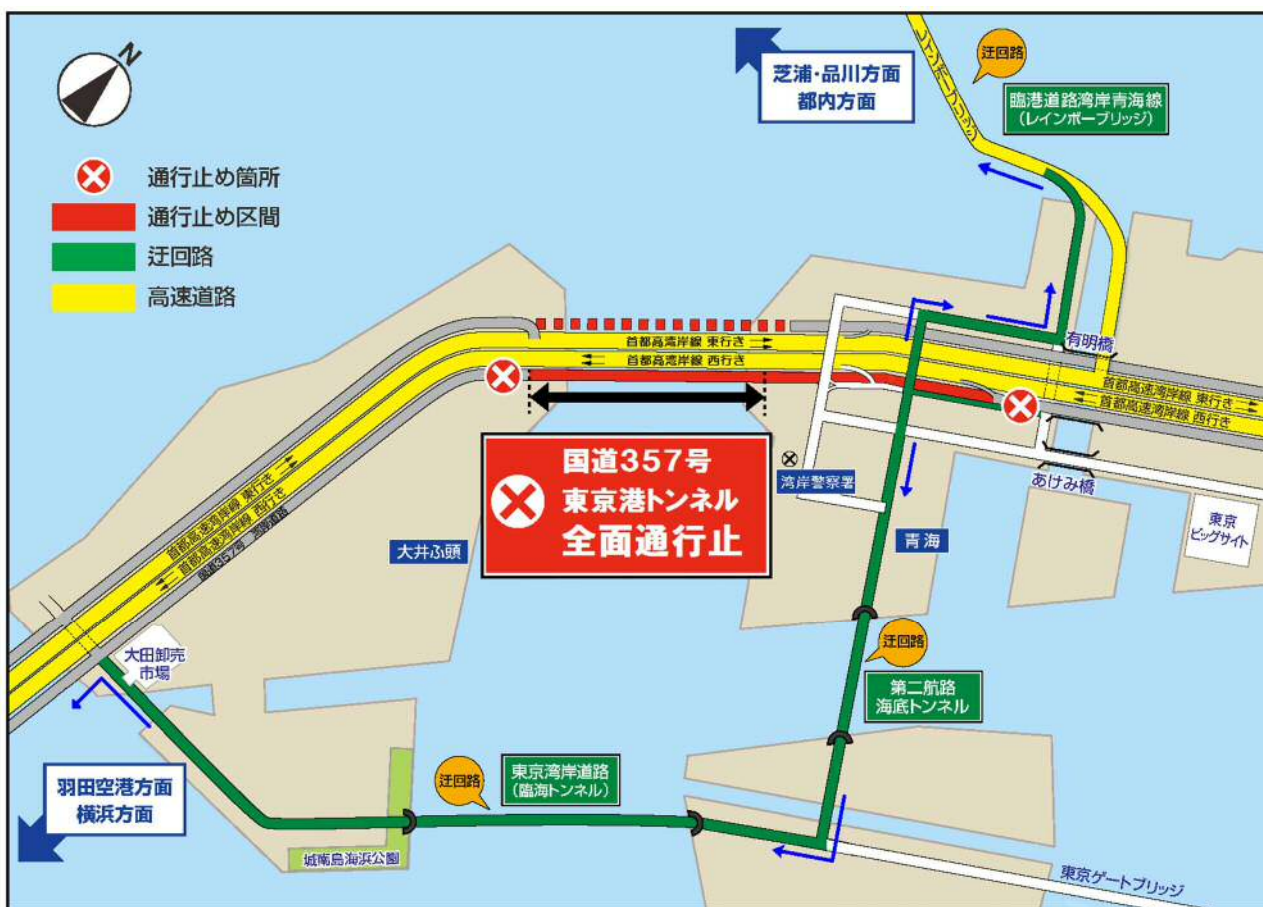 N
通行止め箇所
通行止め区間
迂回路
高速道路
芝浦・品川方面
都内方面
レインボーブリッジ
迂回路
臨港道路湾岸青海線
(レインボーブリッジ)
有明橋
首都高湾岸線 東行き
首都高湾岸線 西行き
首都高速湾岸線 東行き
首都高速湾岸線 西行き
国道357号
東京港トンネル
全面通行止
湾岸警察署
あけみ橋
東京
ビッグサイト
青海
大井ふ頭
首都高速湾岸線 東行き
首都高速湾岸線 西行き
大田卸売
市場
迂回路
第二航路
海底トンネル
羽田空港方面
横浜方面
迂回路
東京湾岸道路
(臨海トンネル)
城南島海浜公園
東京ゲートブリッジ